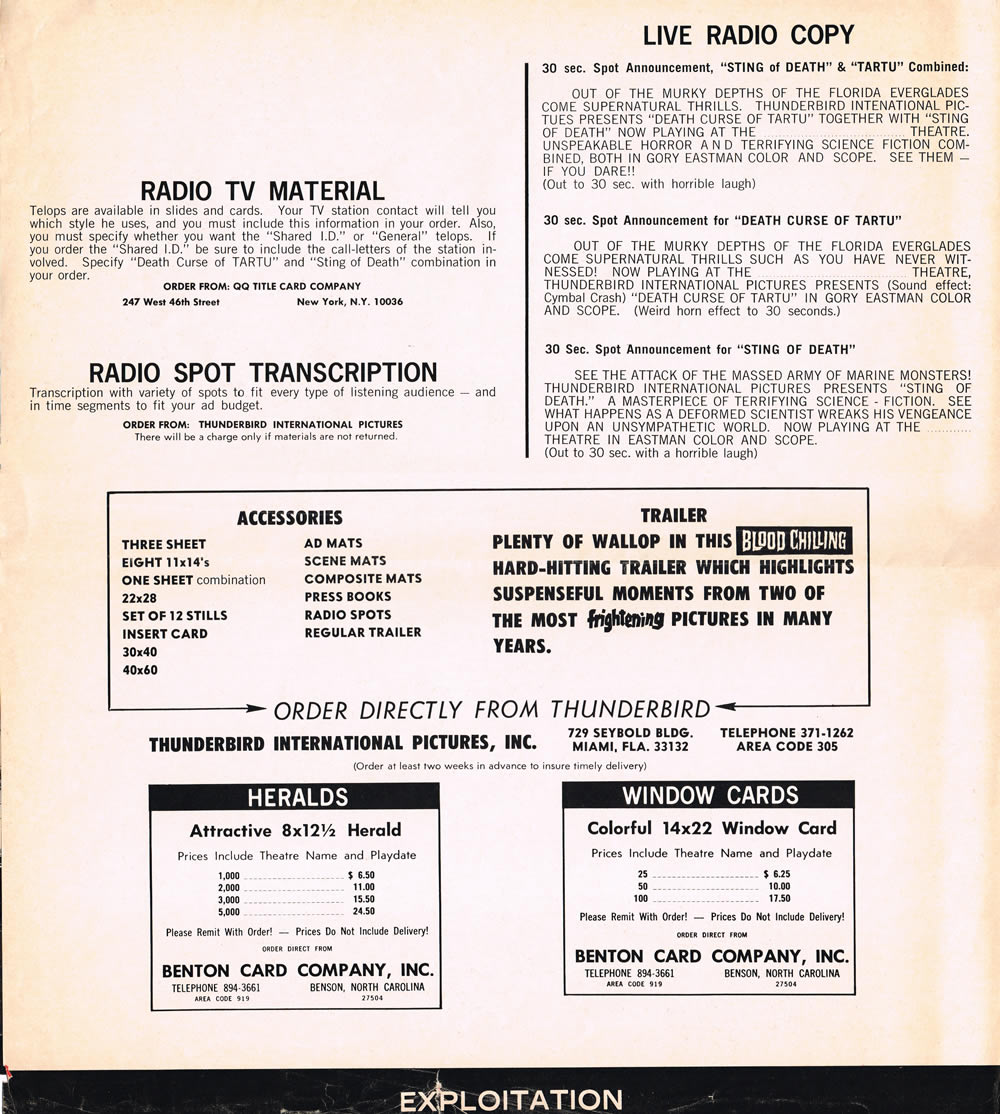 RADIO TV MATERIAL
Telops are available in slides and cards. Your TV station contact will tell you
which style he uses, and you must include this information in your order. Also,
you must specify whether you want the “Shared I.D.” or “General” telops. If
you order the “Shared I.D.” be sure to include the call-letters of the station in-
volved. Specify “Death Curse of TARTU” and “Sting of Death” combination in
your order.
ORDER FROM: QQ TITLE CARD COMPANY
247 West 46th Street New York, N.Y. 10036
RADIO SPOT TRANSCRIPTION
Transcription with variety of spots to fit every type of listening audience — and
in time segments to fit your ad budget.
ORDER FROM: THUNDERBIRD INTERNATIONAL PICTURES
There will be a charge only if materials are not returned.
LIVE RADIO COPY
30 sec. Spot Announcement, “STING of DEATH” & “TARTU” Combined:
OUT OF THE MURKY DEPTHS OF THE FLORIDA EVERGLADES
COME SUPERNATURAL THRILLS. THUNDERBIRD INTENATIONAL PIC-
TUES PRESENTS “DEATH CURSE OF TARTU” TOGETHER WITH “STING
OF DEATH” NOW PLAYING AT THE .................................... THEATRE.
UNSPEAKABLE HORROR AND TERRIFYING SCIENCE FICTION COM-
BINED, BOTH IN GORY EASTMAN COLOR AND SCOPE. SEE THEM —
IF YOU DARE!!
(Out to 30 sec. with horrible laugh)
30 sec. Spot Announcement for “DEATH CURSE OF TARTU”
OUT OF THE MURKY DEPTHS OF THE FLORIDA EVERGLADES
COME SUPERNATURAL THRILLS SUCH AS YOU HAVE NEVER WIT-
NESSED! NOW PLAYING AT THE .................................... THEATRE,
THUNDERBIRD INTERNATIONAL PICTURES PRESENTS (Sound effect:
Cymbal Crash) “DEATH CURSE OF TARTU” IN GORY EASTMAN COLOR
AND SCOPE. (Weird horn effect to 30 seconds.)
30 Sec. Spot Announcement for “STING OF DEATH”
SEE THE ATTACK OF THE MASSED ARMY OF MARINE MONSTERS!
THUNDERBIRD INTERNATIONAL PICTURES PRESENTS “STING OF
DEATH.” A MASTERPIECE OF TERRIFYING SCIENCE - FICTION. SEE
WHAT HAPPENS AS A DEFORMED SCIENTIST WREAKS HIS VENGEANCE
UPON AN UNSYMPATHETIC WORLD. NOW PLAYING AT THE ............
THEATRE IN EASTMAN COLOR AND SCOPE.
(Out to 30 sec. with a horrible laugh)
ACCESSORIES
THREE SHEET
EIGHT 11x14's
ONE SHEET combination
22x28
SET OF 12 STILLS
INSERT CARD
30x40
40x60
AD MATS
SCENE MATS
COMPOSITE MATS
PRESS BOOKS
RADIO SPOTS
REGULAR TRAILER
TRAILER
PLENTY OF WALLOP IN THIS BLOOD CHILLING
HARD-HITTING TRAILER WHICH HIGHLIGHTS
SUSPENSEFUL MOMENTS FROM TWO OF
THE MOST frightening PICTURES IN MANY
YEARS.
ORDER DIRECTLY FROM THUNDERBIRD
THUNDERBIRD INTERNATIONAL PICTURES, INC.
729 SEYBOLD BLDG.
MIAMI, FLA. 33132
TELEPHONE 371-1262
AREA CODE 305
(Order at least two weeks in advance to insure timely delivery)
HERALDS
Attractive 8x12½ Herald
Prices Include Theatre Name and Playdate
1,000 ........................ $ 6.50
2,000 ........................ 11.00
3,000 ........................ 15.50
5,000 ........................ 24.50
Please Remit With Order! — Prices Do Not Include Delivery!
ORDER DIRECT FROM
BENTON CARD COMPANY, INC.
TELEPHONE 894-3661 BENSON, NORTH CAROLINA
AREA CODE 919 27504
WINDOW CARDS
Colorful 14x22 Window Card
Prices Include Theatre Name and Playdate
25 ........................ $ 6.25
50 ........................ 10.00
100 ........................ 17.50
Please Remit With Order! — Prices Do Not Include Delivery!
ORDER DIRECT FROM
BENTON CARD COMPANY, INC.
TELEPHONE 894-3661 BENSON, NORTH CAROLINA
AREA CODE 919 27504
EXPLOITATION